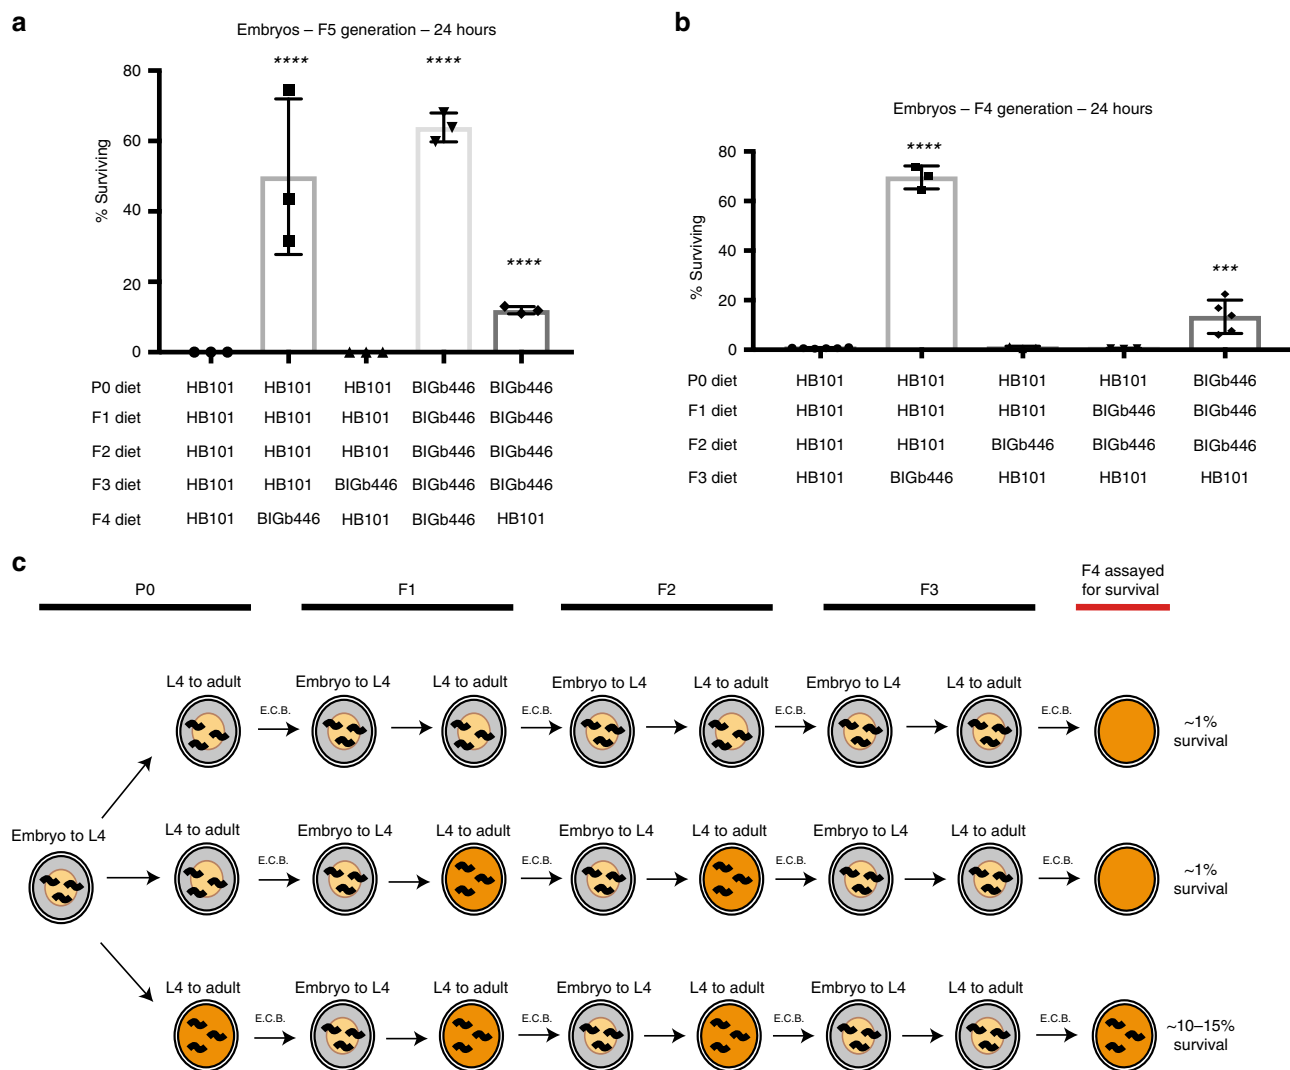 a
Embryos – F5 generation – 24 hours
**** ****
****
% Surviving
80
60
40
20
0
P0 diet HB101 HB101 HB101 BIGb446 BIGb446
F1 diet HB101 HB101 HB101 BIGb446 BIGb446
F2 diet HB101 HB101 HB101 BIGb446 BIGb446
F3 diet HB101 HB101 BIGb446 BIGb446 BIGb446
F4 diet HB101 BIGb446 HB101 BIGb446 HB101
b
Embryos – F4 generation – 24 hours
****
***
% Surviving
80
60
40
20
0
P0 diet HB101 HB101 HB101 HB101 BIGb446
F1 diet HB101 HB101 HB101 BIGb446 BIGb446
F2 diet HB101 HB101 BIGb446 BIGb446 BIGb446
F3 diet HB101 BIGb446 HB101 HB101 HB101
c
P0 F1 F2 F3 F4 assayed
for survival
L4 to adult E.C.B. Embryo to L4 L4 to adult E.C.B. Embryo to L4 L4 to adult E.C.B. Embryo to L4 L4 to adult E.C.B.
~1%
survival
Embryo to L4 L4 to adult E.C.B. Embryo to L4 L4 to adult E.C.B. Embryo to L4 L4 to adult E.C.B. Embryo to L4 L4 to adult E.C.B.
~1%
survival
L4 to adult E.C.B. Embryo to L4 L4 to adult E.C.B. Embryo to L4 L4 to adult E.C.B. Embryo to L4 L4 to adult E.C.B.
~10–15%
survival